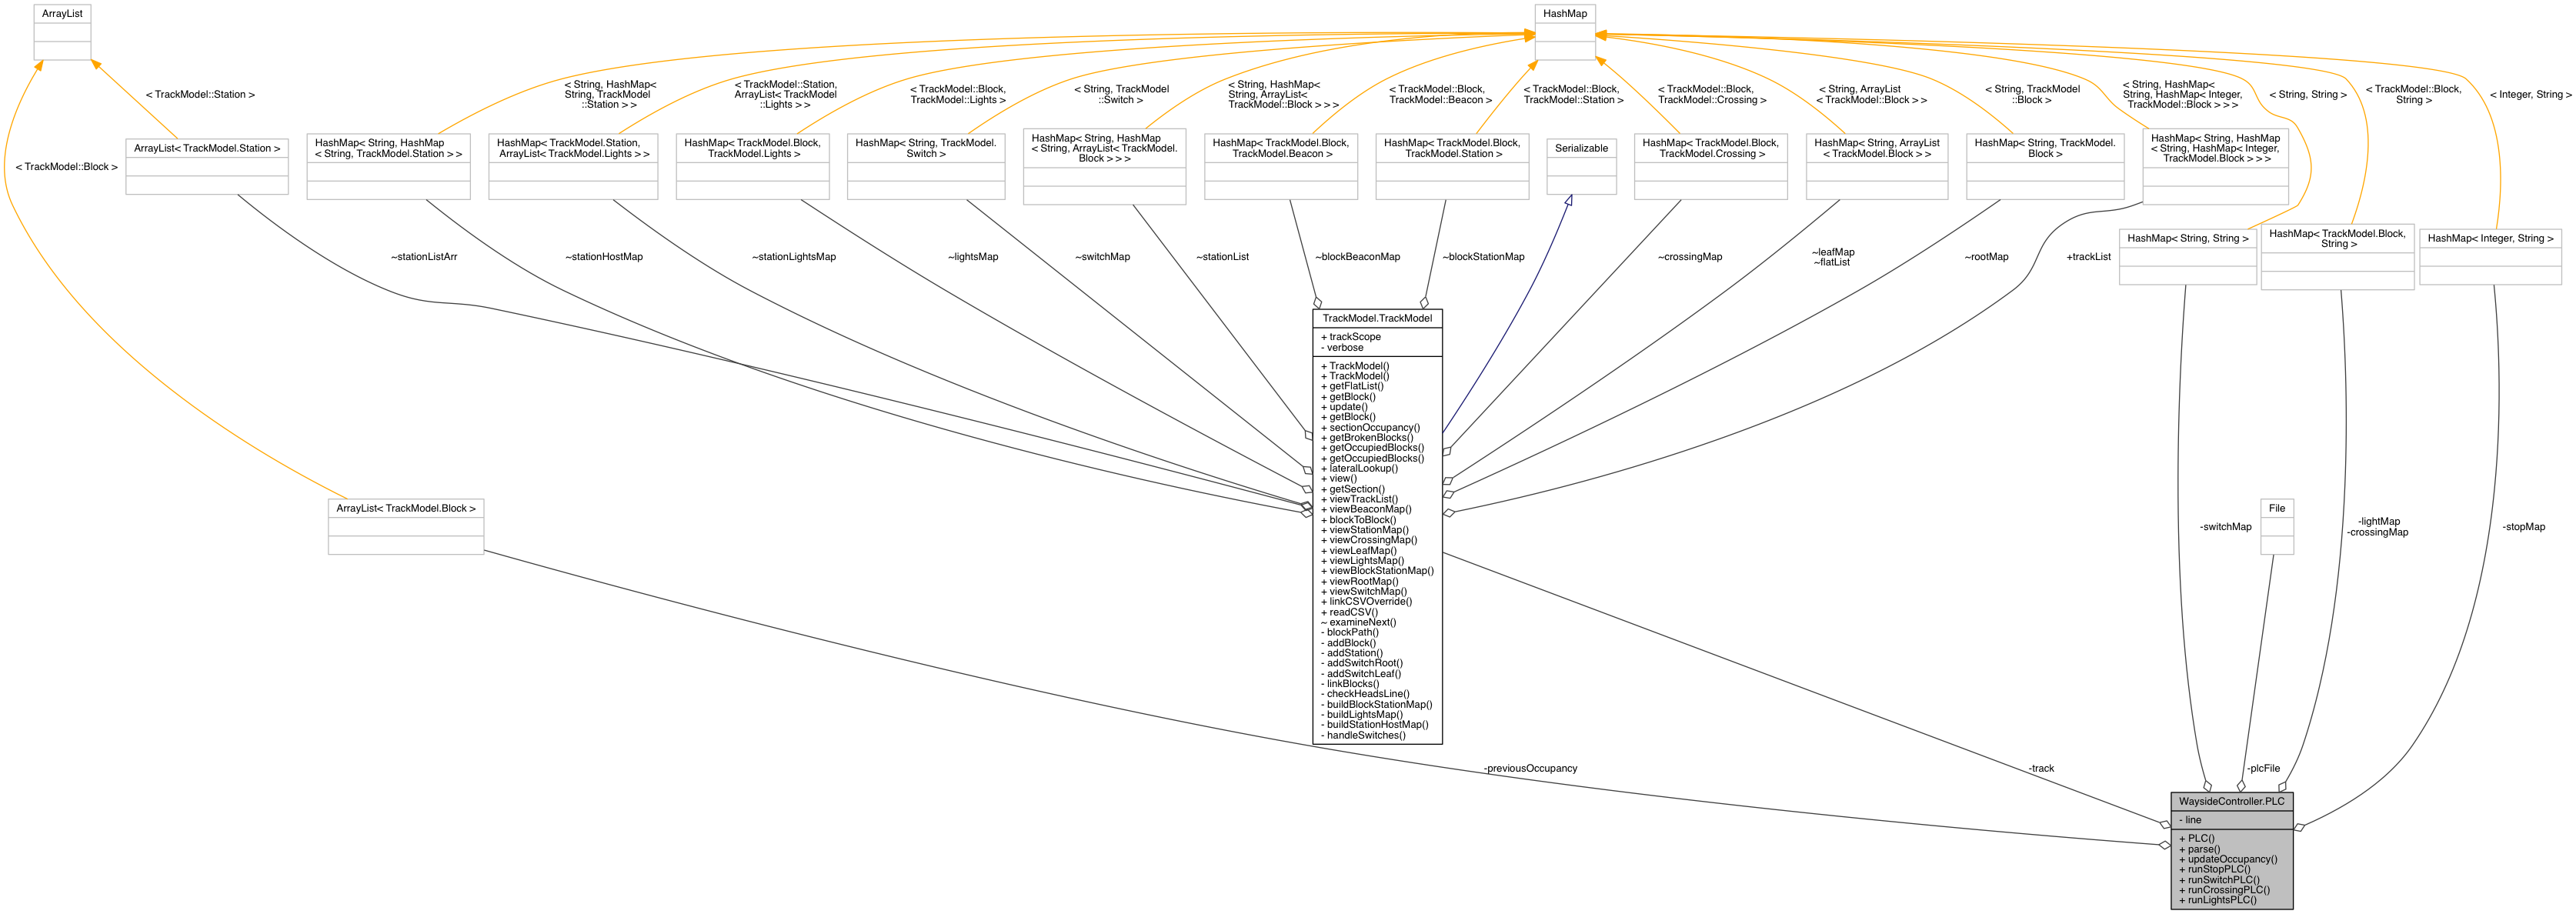 ArrayList
HashMap
< TrackModel::Station >
< String, HashMap<
String, TrackModel
::Station > >
< TrackModel::Station,
ArrayList< TrackModel
::Lights > >
< TrackModel::Block,
TrackModel::Lights >
< String, TrackModel
::Switch >
< String, HashMap<
String, ArrayList<
TrackModel::Block > > >
< TrackModel::Block,
TrackModel::Beacon >
< TrackModel::Block,
TrackModel::Station >
< TrackModel::Block,
TrackModel::Crossing >
< String, ArrayList
< TrackModel::Block > >
< String, TrackModel
::Block >
< String, HashMap<
String, HashMap< Integer,
TrackModel::Block > > >
< String, String >
< TrackModel::Block,
String >
< Integer, String >
< TrackModel::Block >
ArrayList< TrackModel.Station >
HashMap< String, HashMap
< String, TrackModel.Station > >
HashMap< TrackModel.Station,
ArrayList< TrackModel.Lights > >
HashMap< TrackModel.Block,
TrackModel.Lights >
HashMap< String, TrackModel.
Switch >
HashMap< String, HashMap
< String, ArrayList< TrackModel.
Block > > >
HashMap< TrackModel.Block,
TrackModel.Beacon >
HashMap< TrackModel.Block,
TrackModel.Station >
Serializable
HashMap< TrackModel.Block,
TrackModel.Crossing >
HashMap< String, ArrayList
< TrackModel.Block > >
HashMap< String, TrackModel.
Block >
HashMap< String, HashMap
< String, HashMap< Integer,
TrackModel.Block > > >
HashMap< String, String >
HashMap< TrackModel.Block,
String >
HashMap< Integer, String >
~stationListArr
~stationHostMap
~stationLightsMap
~lightsMap
~switchMap
~stationList
~blockBeaconMap
~blockStationMap
~crossingMap
~leafMap
~flatList
~rootMap
+trackList
TrackModel.TrackModel
+ trackScope
- verbose
+ TrackModel()
+ TrackModel()
+ getFlatList()
+ getBlock()
+ update()
+ getBlock()
+ sectionOccupancy()
+ getBrokenBlocks()
+ getOccupiedBlocks()
+ getOccupiedBlocks()
+ lateralLookup()
+ view()
+ getSection()
+ viewTrackList()
+ viewBeaconMap()
+ blockToBlock()
+ viewStationMap()
+ viewCrossingMap()
+ viewLeafMap()
+ viewLightsMap()
+ viewBlockStationMap()
+ viewRootMap()
+ viewSwitchMap()
+ linkCSVOverride()
+ readCSV()
~ examineNext()
- blockPath()
- addBlock()
- addStation()
- addSwitchRoot()
- addSwitchLeaf()
- linkBlocks()
- checkHeadsLine()
- buildBlockStationMap()
- buildLightsMap()
- buildStationHostMap()
- handleSwitches()
ArrayList< TrackModel.Block >
File
-switchMap
-lightMap
-crossingMap
-stopMap
-previousOccupancy
-track
-plcFile
WaysideController.PLC
- line
+ PLC()
+ parse()
+ updateOccupancy()
+ runStopPLC()
+ runSwitchPLC()
+ runCrossingPLC()
+ runLightsPLC()